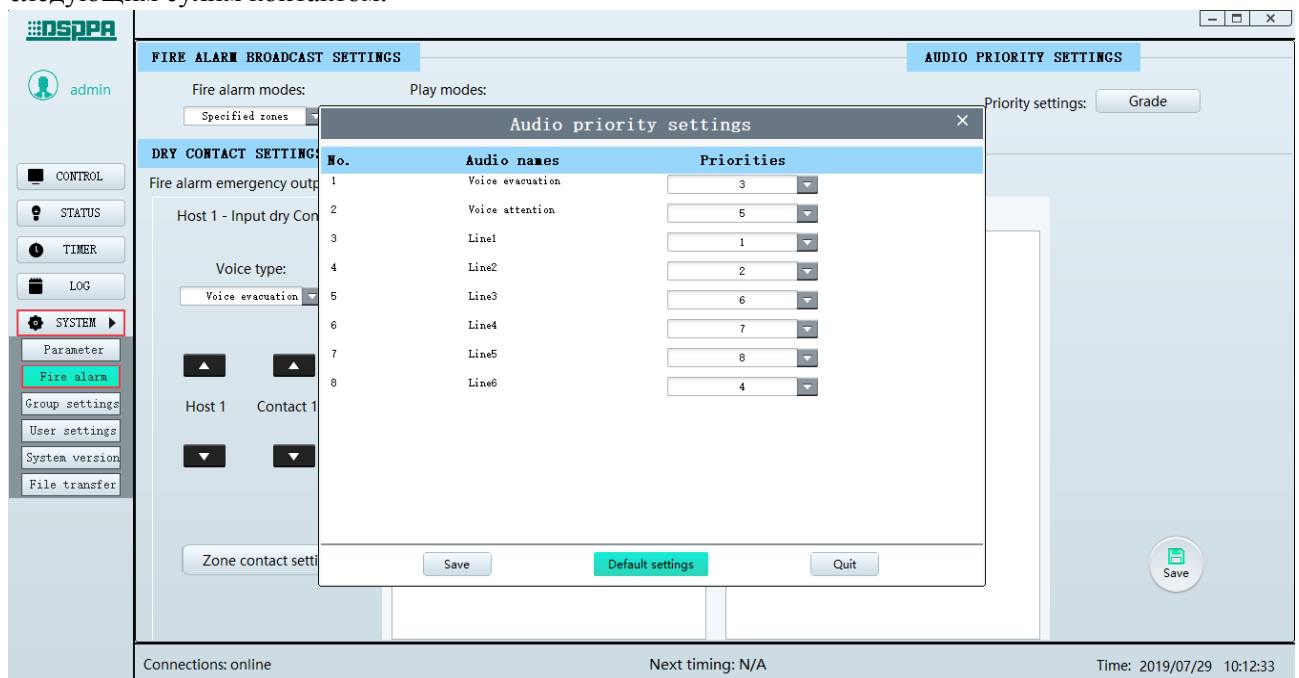 следующим сухим контактом.
DSPPA
admin
CONTROL
STATUS
TIMER
LOG
SYSTEM
Parameter
Fire alarm
Group settings
User settings
System version
File transfer
FIRE ALARM BROADCAST SETTINGS
AUDIO PRIORITY SETTINGS
Fire alarm modes:
Play modes:
Specified zones
Priority settings: Grade
DRY CONTACT SETTINGS
Fire alarm emergency outp
Host 1 - Input dry Con
Voice type:
Voice evacuation
Host 1 Contact 1
Zone contact setti
Audio priority settings
No. Audio names Priorities
1 Voice evacuation 3
2 Voice attention 5
3 Line1 1
4 Line2 2
5 Line3 6
6 Line4 7
7 Line5 8
8 Line6 4
Save Default settings Quit
Save
Connections: online Next timing: N/A Time: 2019/07/29 10:12:33